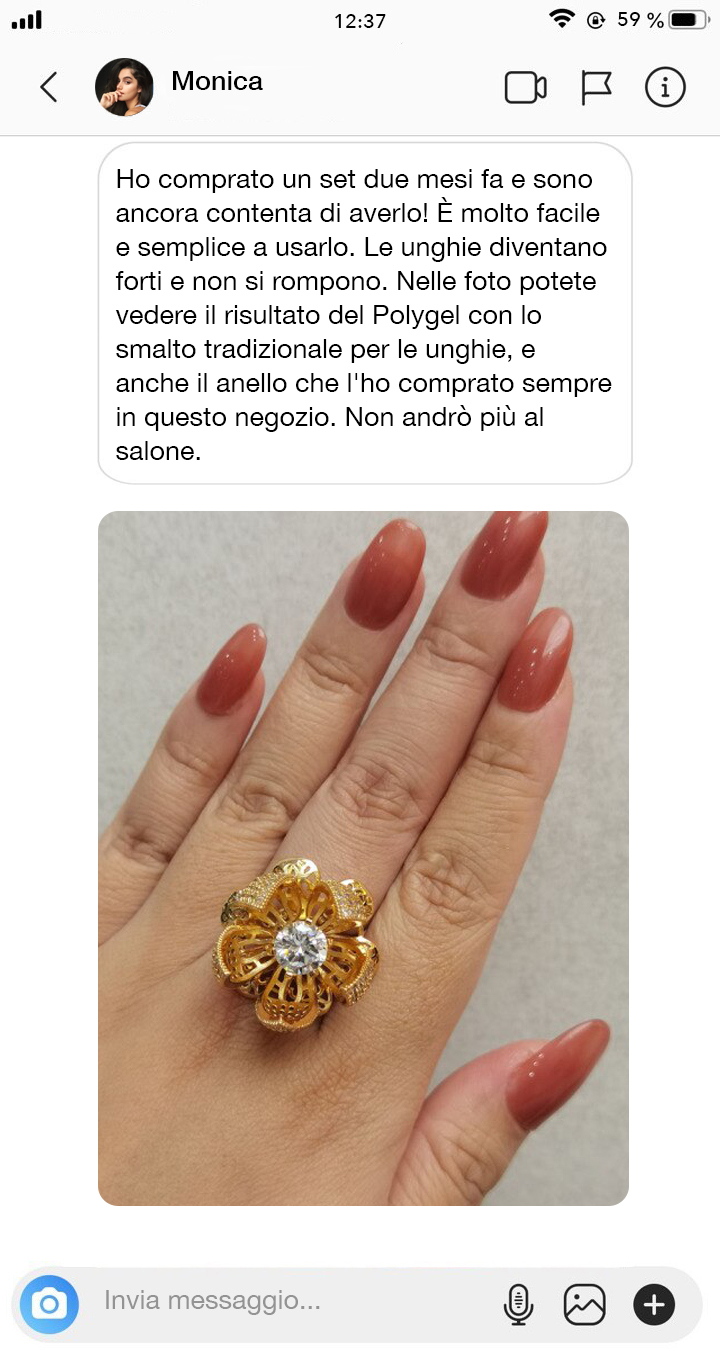 12:37
59 %
Monica
Ho comprato un set due mesi fa e sono
ancora contenta di averlo! È molto facile
e semplice a usarlo. Le unghie diventano
forti e non si rompono. Nelle foto potete
vedere il risultato del Polygel con lo
smalto tradizionale per le unghie, e
anche il anello che l'ho comprato sempre
in questo negozio. Non andrò più al
salone.
Invia messaggio...